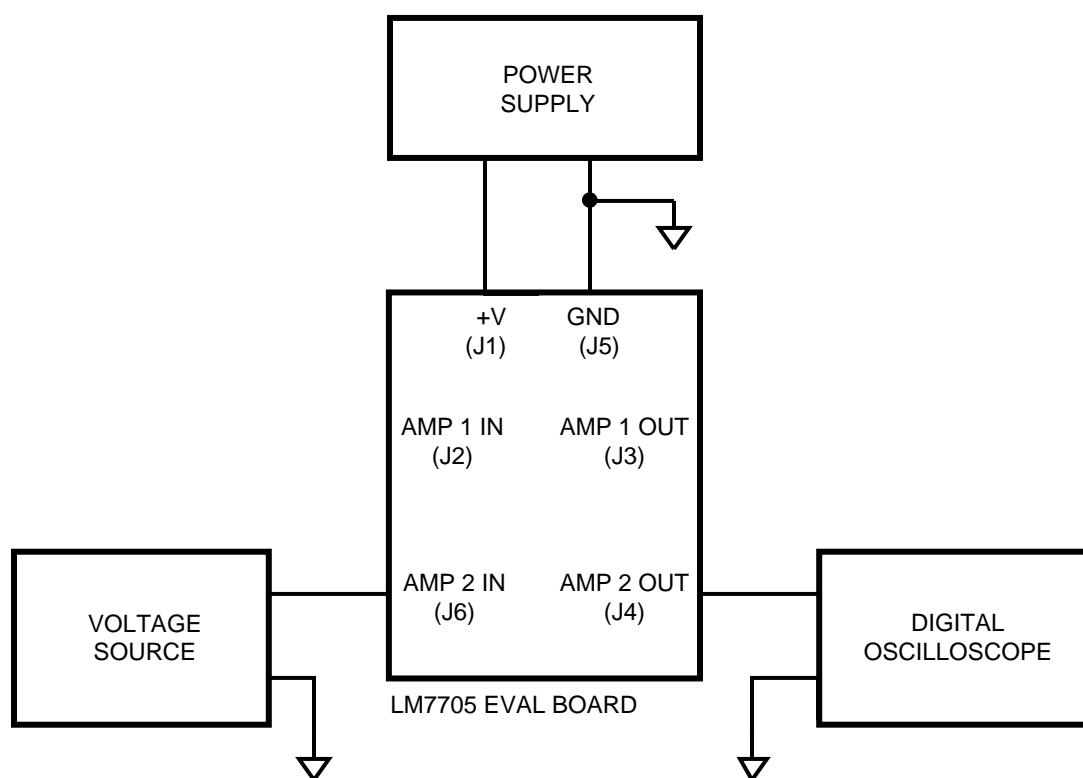 POWER
SUPPLY
+V
(J1)
GND
(J5)
AMP 1 IN
(J2)
AMP 1 OUT
(J3)
VOLTAGE
SOURCE
AMP 2 IN
(J6)
AMP 2 OUT
(J4)
DIGITAL
OSCILLOSCOPE
LM7705 EVAL BOARD